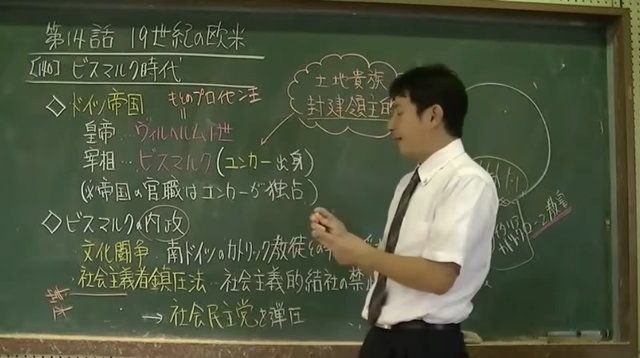 第14話 19世紀の欧米
【140】ビスマルク時代
◇ドイツ帝国 もとのプロイセン王
皇帝…ヴィルヘルム1世
宰相…ビスマルク(ユンカー出身)
土地貴族
封建領主的
(※帝国の官職はユンカーが独占)
◇ビスマルクの内政
文化闘争…南ドイツのカトリック教徒との
社会主義者鎮圧法…社会主義的結社の禁
→社会民主党を弾圧